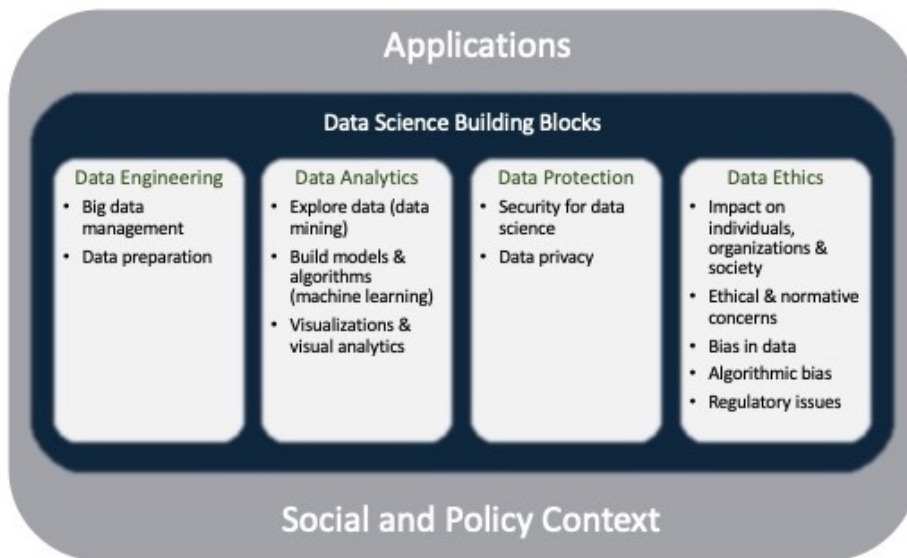 Applications
Data Science Building Blocks
Data Engineering
• Big data
management
• Data preparation
Data Analytics
• Explore data (data
mining)
• Build models &
algorithms
(machine learning)
• Visualizations &
visual analytics
Data Protection
• Security for data
science
• Data privacy
Data Ethics
• Impact on
individuals,
organizations &
society
• Ethical & normative
concerns
• Bias in data
• Algorithmic bias
• Regulatory issues
Social and Policy Context